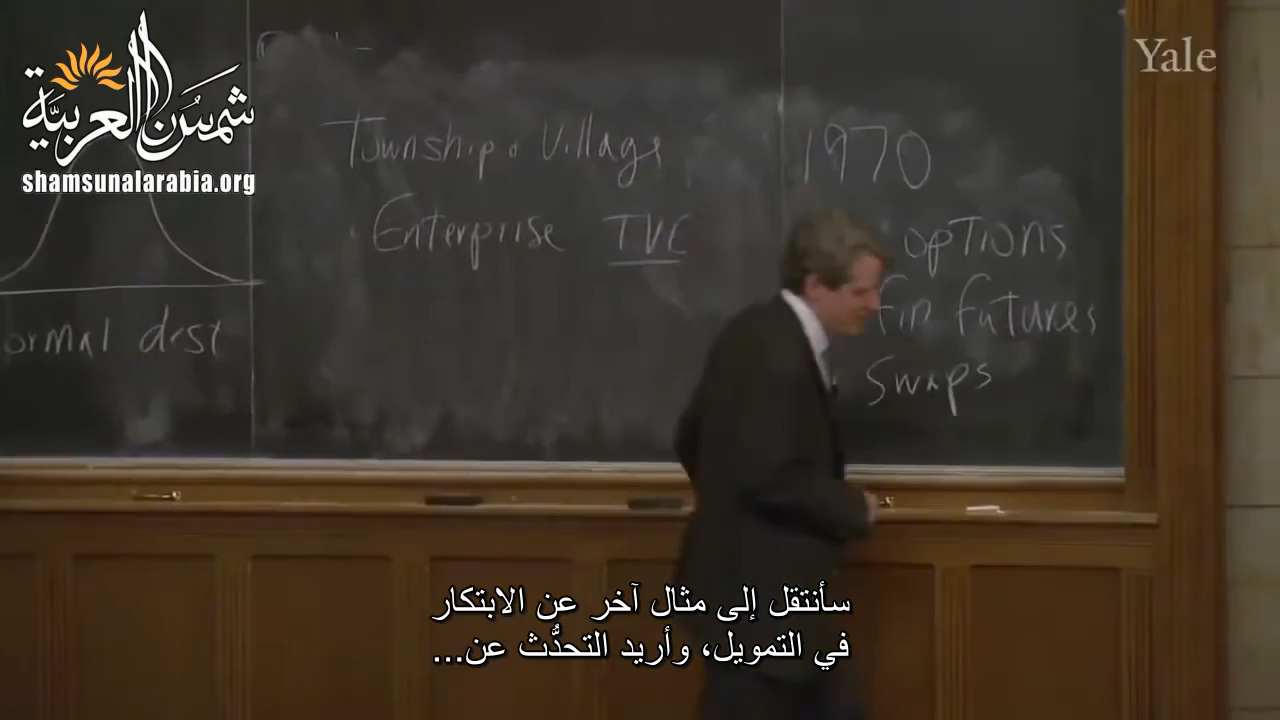 شمس العربية
shamsunalarabia.org
Yale
Township & Village
Enterprise TVE
1970
options
fin futures
swaps
ormal dist
سأنتقل إلى مثال آخر عن الابتكار
في التمويل، وأريد التحدُّث عن...